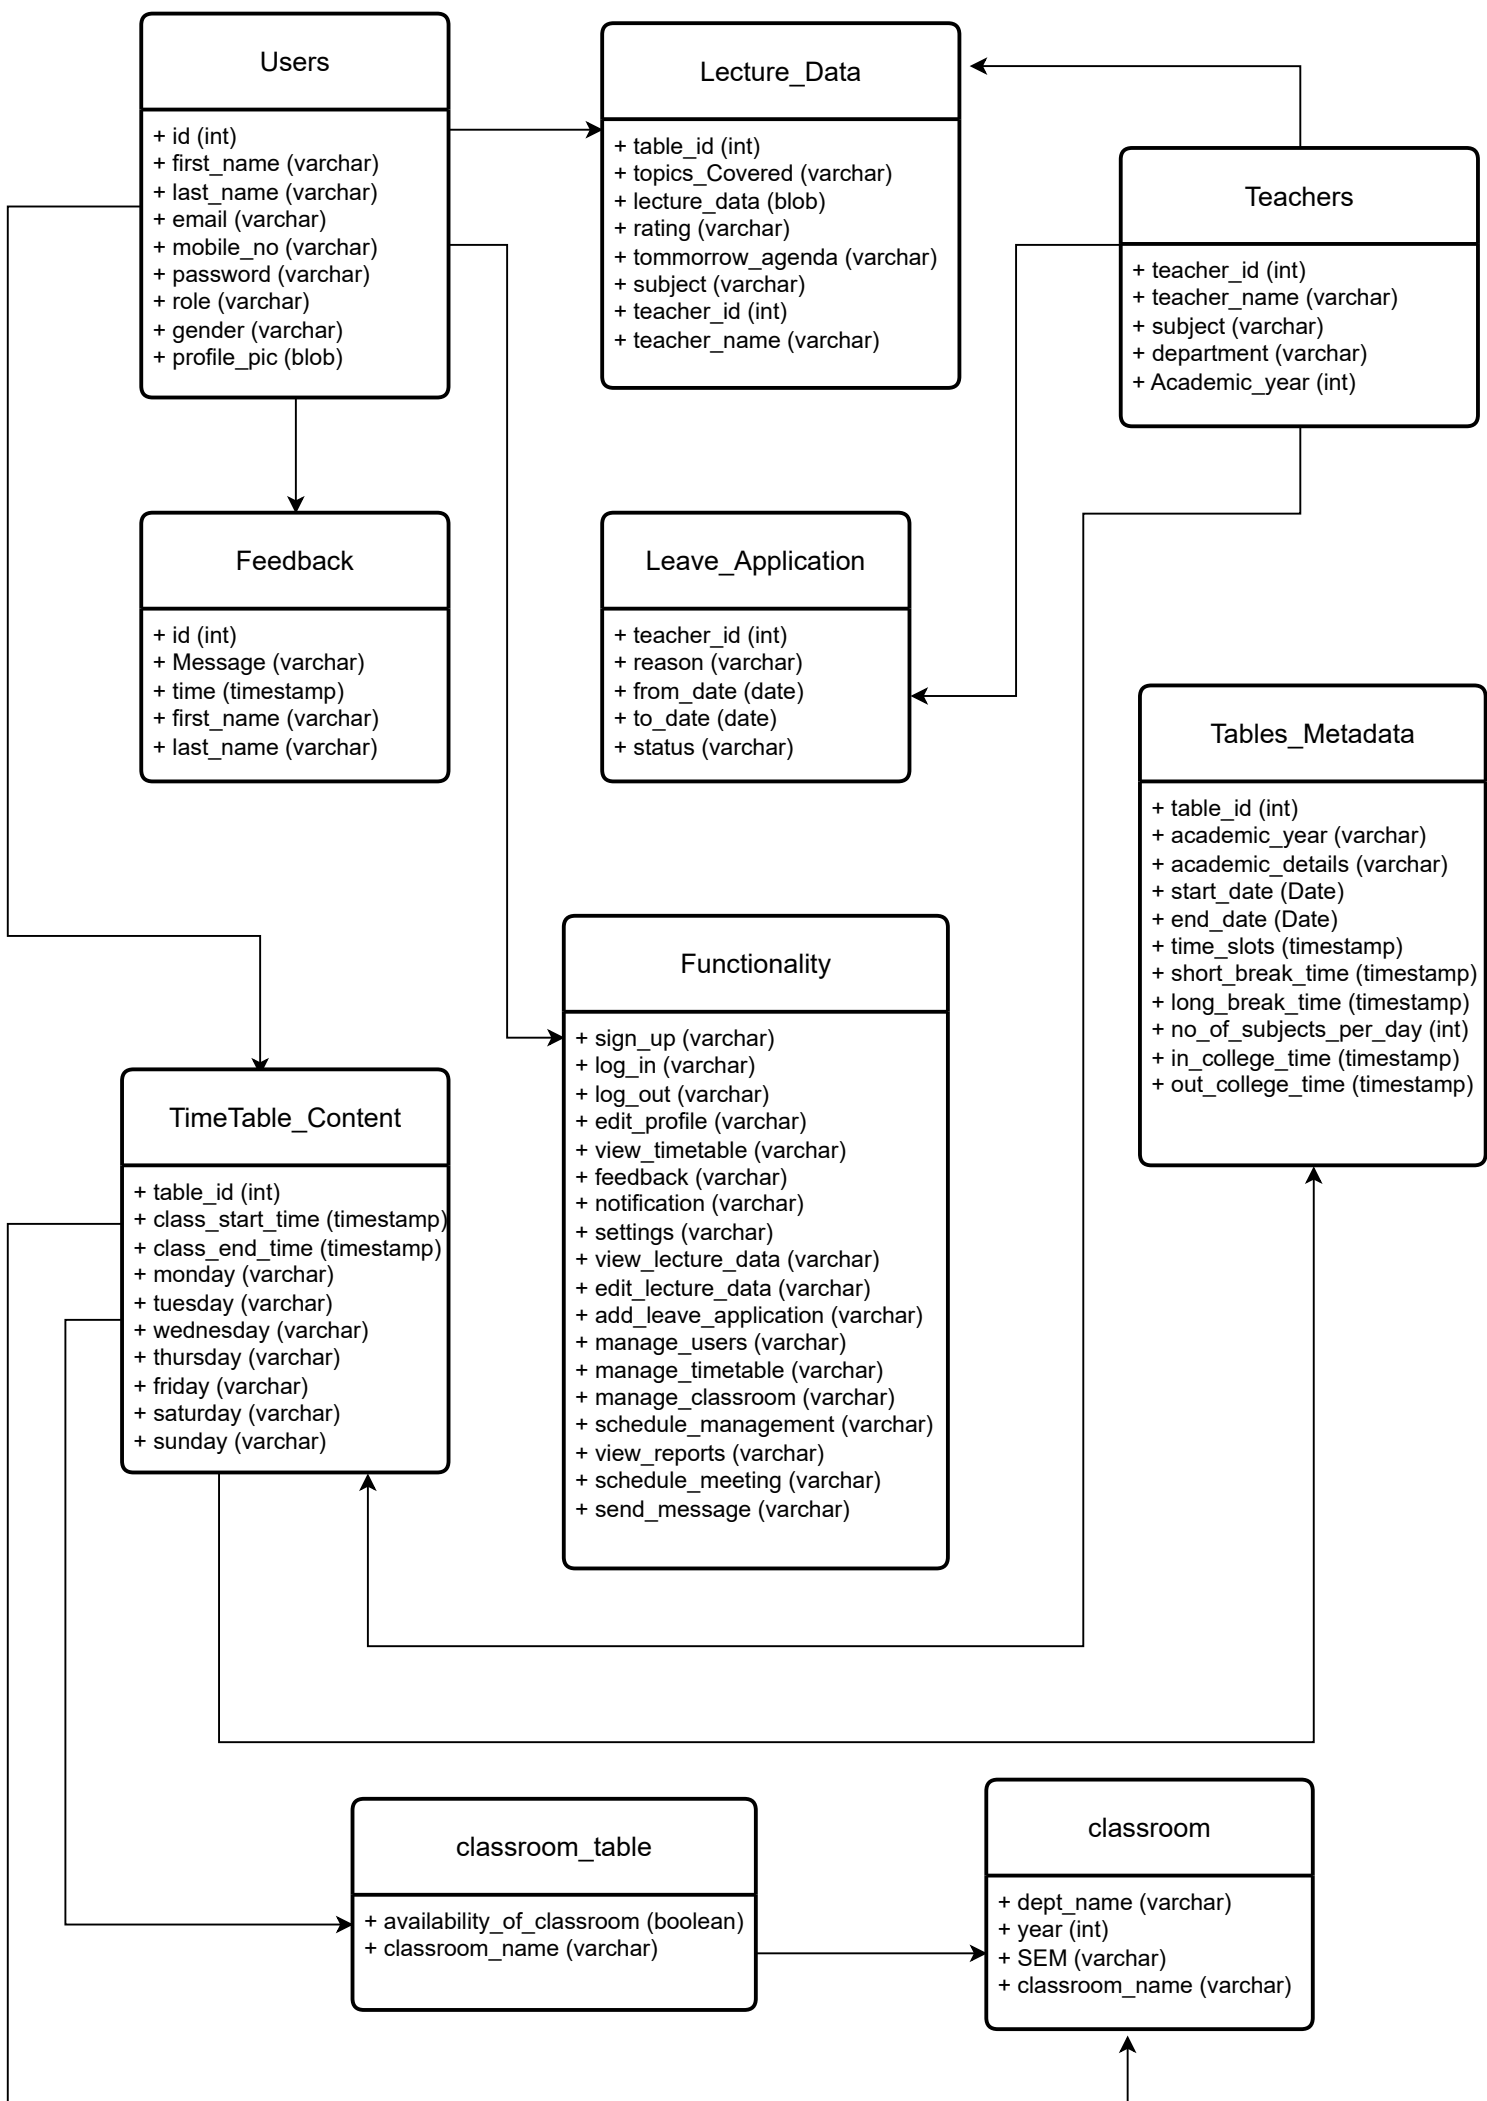 Users
+ id (int)
+ first_name (varchar)
+ last_name (varchar)
+ email (varchar)
+ mobile_no (varchar)
+ password (varchar)
+ role (varchar)
+ gender (varchar)
+ profile_pic (blob)
Lecture_Data
+ table_id (int)
+ topics_Covered (varchar)
+ lecture_data (blob)
+ rating (varchar)
+ tommorrow_agenda (varchar)
+ subject (varchar)
+ teacher_id (int)
+ teacher_name (varchar)
Teachers
+ teacher_id (int)
+ teacher_name (varchar)
+ subject (varchar)
+ department (varchar)
+ Academic_year (int)
Feedback
+ id (int)
+ Message (varchar)
+ time (timestamp)
+ first_name (varchar)
+ last_name (varchar)
Leave_Application
+ teacher_id (int)
+ reason (varchar)
+ from_date (date)
+ to_date (date)
+ status (varchar)
Tables_Metadata
+ table_id (int)
+ academic_year (varchar)
+ academic_details (varchar)
+ start_date (Date)
+ end_date (Date)
+ time_slots (timestamp)
+ short_break_time (timestamp)
+ long_break_time (timestamp)
+ no_of_subjects_per_day (int)
+ in_college_time (timestamp)
+ out_college_time (timestamp)
Functionality
+ sign_up (varchar)
+ log_in (varchar)
+ log_out (varchar)
+ edit_profile (varchar)
+ view_timetable (varchar)
+ feedback (varchar)
+ notification (varchar)
+ settings (varchar)
+ view_lecture_data (varchar)
+ edit_lecture_data (varchar)
+ add_leave_application (varchar)
+ manage_users (varchar)
+ manage_timetable (varchar)
+ manage_classroom (varchar)
+ schedule_management (varchar)
+ view_reports (varchar)
+ schedule_meeting (varchar)
+ send_message (varchar)
TimeTable_Content
+ table_id (int)
+ class_start_time (timestamp)
+ class_end_time (timestamp)
+ monday (varchar)
+ tuesday (varchar)
+ wednesday (varchar)
+ thursday (varchar)
+ friday (varchar)
+ saturday (varchar)
+ sunday (varchar)
classroom_table
+ availability_of_classroom (boolean)
+ classroom_name (varchar)
classroom
+ dept_name (varchar)
+ year (int)
+ SEM (varchar)
+ classroom_name (varchar)